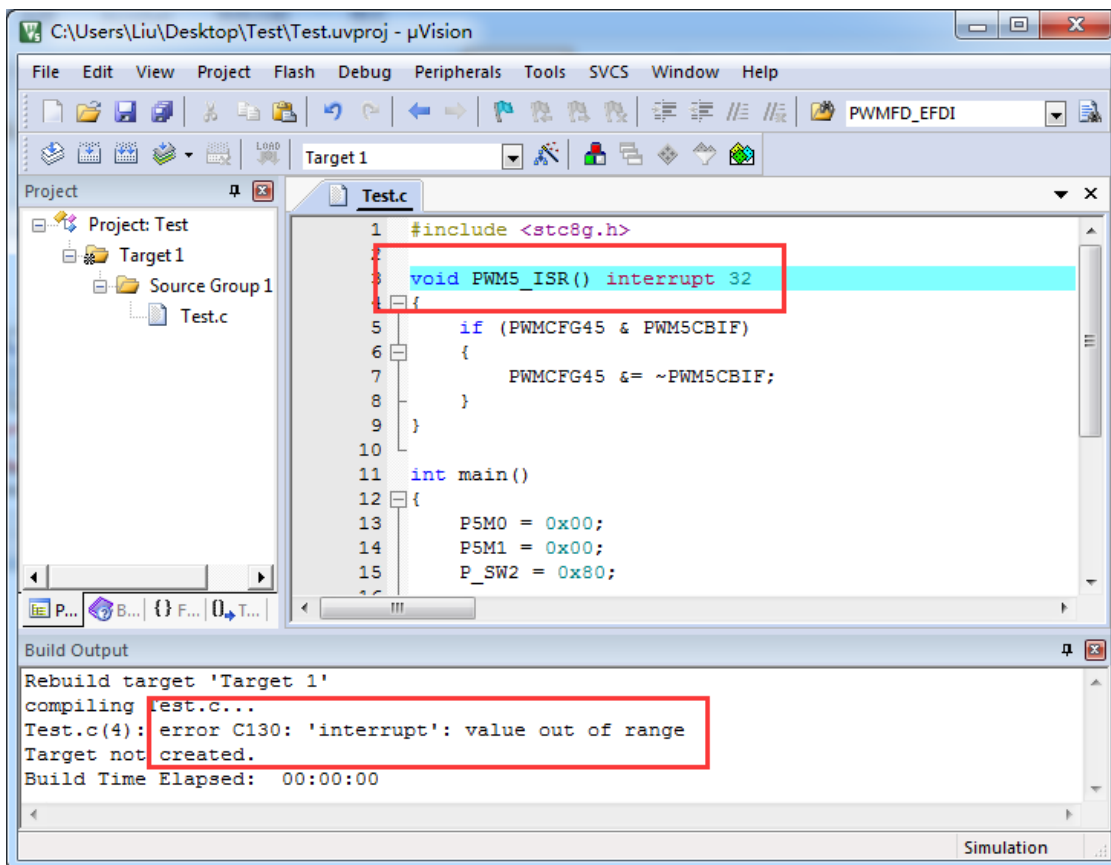 C:\Users\Liu\Desktop\Test\Test.uvproj - µVision
File Edit View Project Flash Debug Peripherals Tools SVCS Window Help
PWMFD_EFDI
LOAD
Target 1
Project
Project: Test
Target 1
Source Group 1
Test.c
P... B... {} F... 0 T...
Test.c
1 #include <stc8g.h>
2
3 void PWM5_ISR() interrupt 32
4 {
5 if (PWMCFG45 & PWM5CBIF)
6 {
7 PWMCFG45 &= ~PWM5CBIF;
8 }
9 }
10
11 int main()
12 {
13 P5M0 = 0x00;
14 P5M1 = 0x00;
15 P_SW2 = 0x80;
Build Output
Rebuild target 'Target 1'
compiling Test.c...
Test.c(4): error C130: 'interrupt': value out of range
Target not created.
Build Time Elapsed: 00:00:00
Simulation